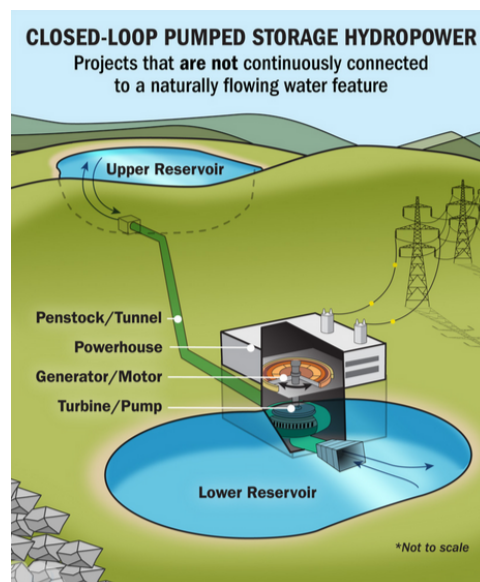 CLOSED-LOOP PUMPED STORAGE HYDROPOWER
Projects that are not continuously connected
to a naturally flowing water feature
Upper Reservoir
Penstock/Tunnel
Powerhouse
Generator/Motor
Turbine/Pump
Lower Reservoir
*Not to scale